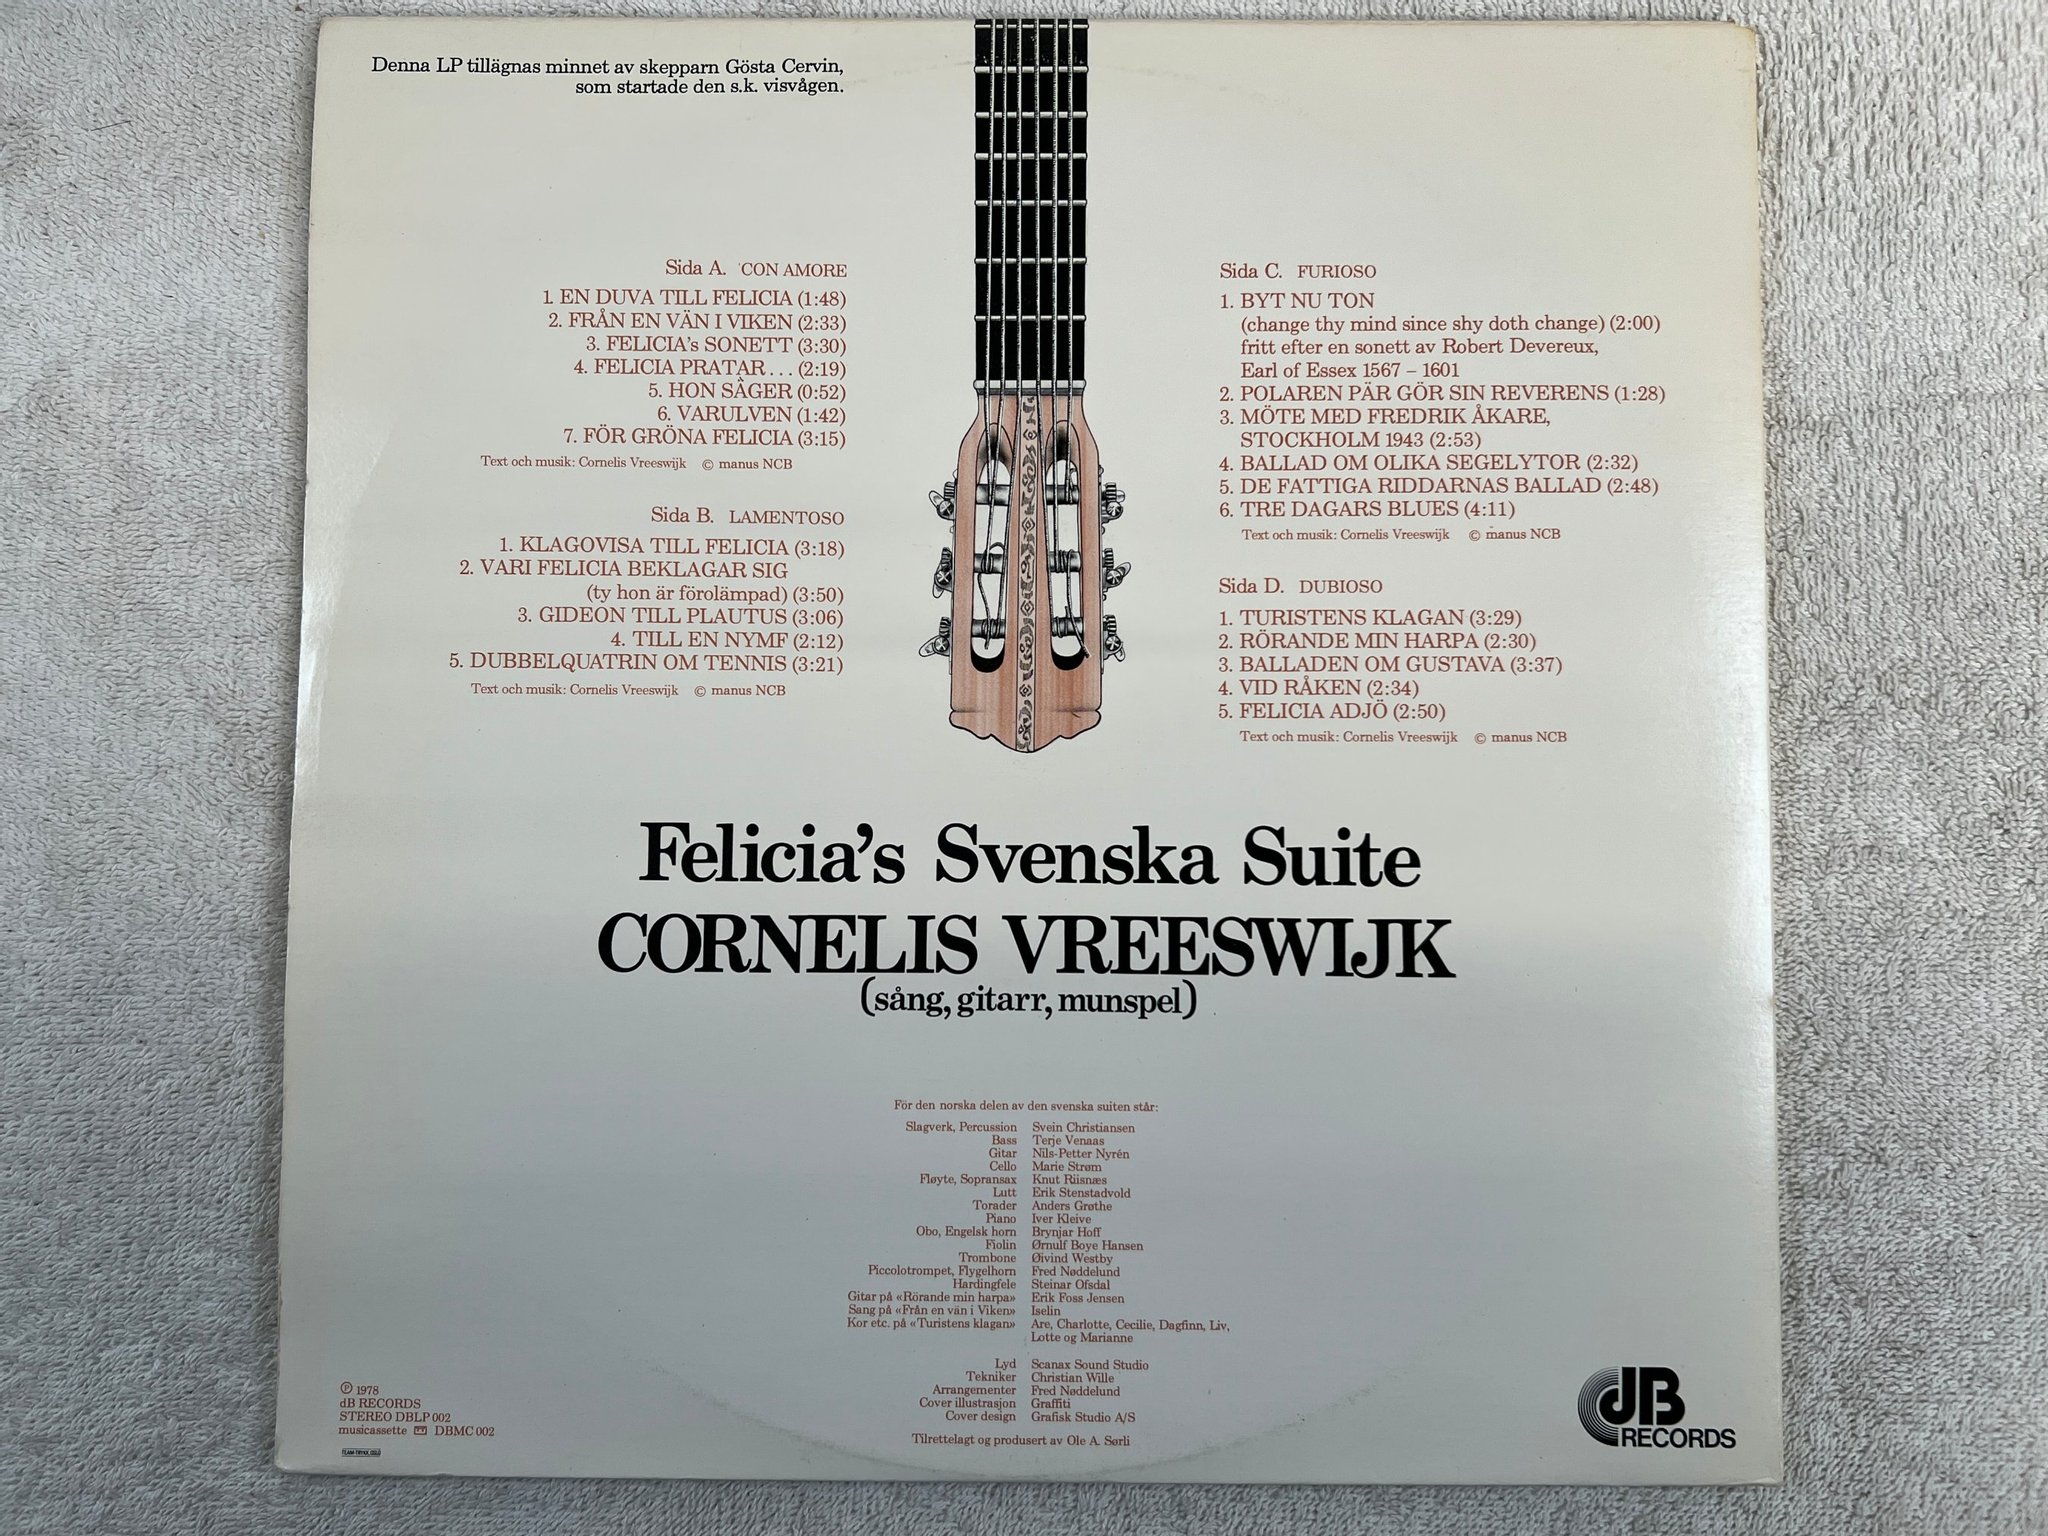 Denna LP tillägnas minnet av skepparn Gösta Cervin,
som startade den s.k. visvågen.
Sida A. CON AMORE
1. EN DUVA TILL FELICIA (1:48)
2. FRÅN EN VÄN I VIKEN (2:33)
3. FELICIA's SONETT (3:30)
4. FELICIA PRATAR... (2:19)
5. HON SÄGER (0:52)
6. VARULVEN (1:42)
7. FÖR GRÖNA FELICIA (3:15)
Text och musik: Cornelis Vreeswijk © manus NCB
Sida B. LAMENTOSO
1. KLAGOVISA TILL FELICIA (3:18)
2. VARI FELICIA BEKLAGAR SIG
(ty hon är förolämpad) (3:50)
3. GIDEON TILL PLAUTUS (3:06)
4. TILL EN NYMF (2:12)
5. DUBBELQUATRIN OM TENNIS (3:21)
Text och musik: Cornelis Vreeswijk © manus NCB
Sida C. FURIOSO
1. BYT NU TON
(change thy mind since shy doth change) (2:00)
fritt efter en sonett av Robert Devereux,
Earl of Essex 1567 – 1601
2. POLAREN PÄR GÖR SIN REVERENS (1:28)
3. MÖTE MED FREDRIK ÅKARE,
STOCKHOLM 1943 (2:53)
4. BALLAD OM OLIKA SEGELYTOR (2:32)
5. DE FATTIGA RIDDARNAS BALLAD (2:48)
6. TRE DAGARS BLUES (4:11)
Text och musik: Cornelis Vreeswijk © manus NCB
Sida D. DUBIOSO
1. TURISTENS KLAGAN (3:29)
2. RÖRANDE MIN HARPA (2:30)
3. BALLADEN OM GUSTAVA (3:37)
4. VID RÅKEN (2:34)
5. FELICIA ADJÖ (2:50)
Text och musik: Cornelis Vreeswijk © manus NCB
Felicia's Svenska Suite
CORNELIS VREESWIJK
(sång, gitarr, munspel)
För den norska delen av den svenska suiten står:
Slagverk, Percussion Svein Christiansen
Bass Terje Venaas
Gitar Nils-Petter Nyrén
Cello Marie Strøm
Fløyte, Sopransax Knut Riisnæs
Lutt Erik Stenstadvold
Torader Anders Grøthe
Piano Iver Kleive
Obo, Engelsk horn Brynjar Hoff
Fiolin Ørnulf Boye Hansen
Trombone Øivind Westby
Piccolotrompet, Flygelhorn Fred Nøddelund
Hardingfele Steinar Ofsdal
Gitar på «Rörande min harpa» Erik Foss Jensen
Sang på «Från en vän i Viken» Iselin
Kor etc. på «Turistens klagan» Are, Charlotte, Cecilie, Dagfinn, Liv,
Lotte og Marianne
Lyd Scanax Sound Studio
Tekniker Christian Wille
Arrangementer Fred Nøddelund
Cover illustrasjon Graffiti
Cover design Grafisk Studio A/S
Tilrettelagt og produsert av Ole A. Sørli
℗ 1978
dB RECORDS
STEREO DBLP 002
musicassette DBMC 002
TEAM-TRYKK, OSLO
dB
RECORDS